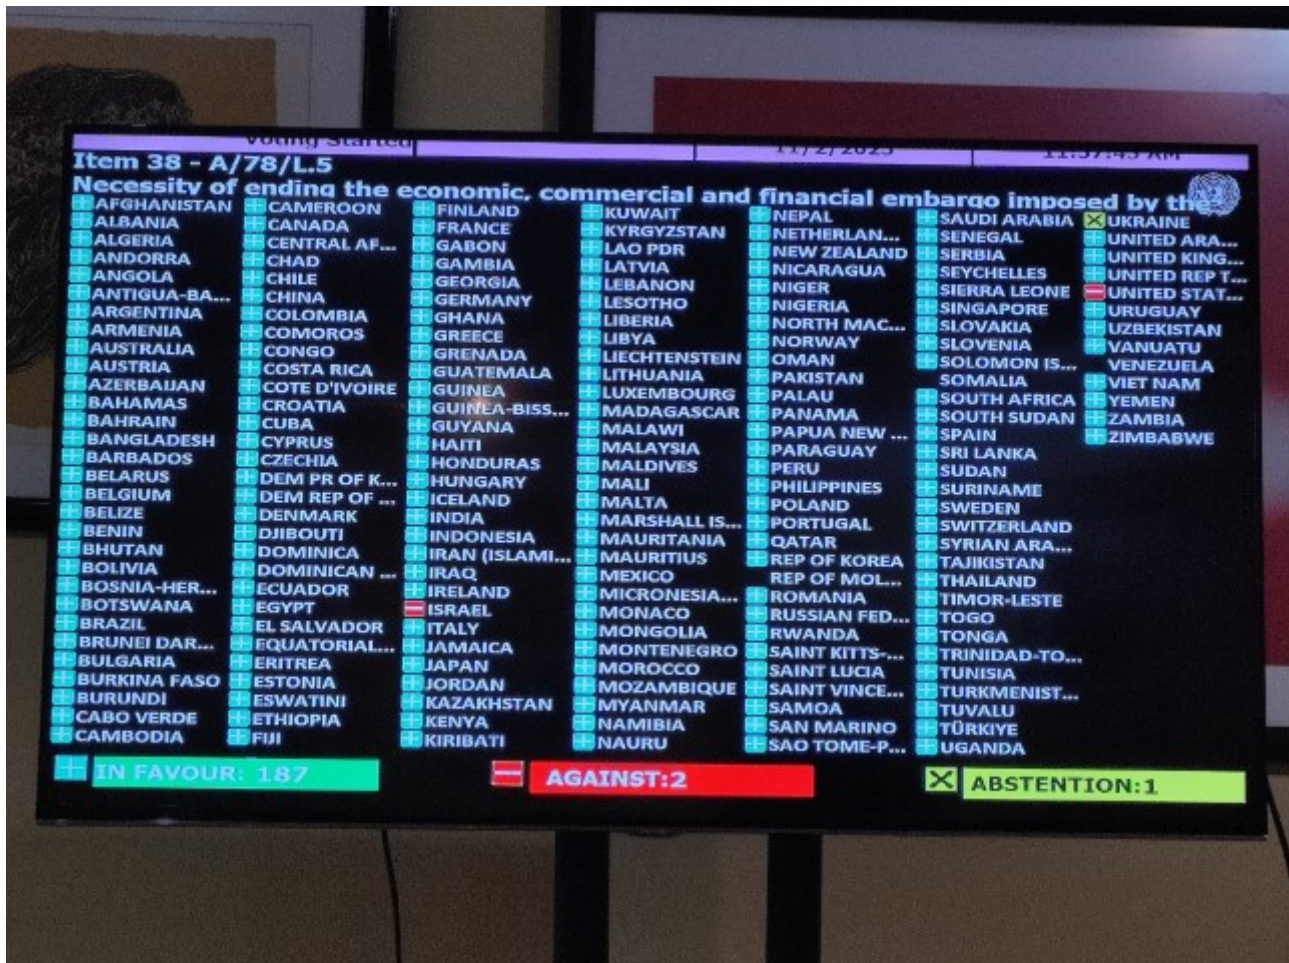 Voting Started 11/2/2023 11:57:45 AM
Item 38 - A/78/L.5
Necessity of ending the economic, commercial and financial embargo imposed by the
AFGHANISTAN
ALBANIA
ALGERIA
ANDORRA
ANGOLA
ANTIGUA-BA...
ARGENTINA
ARMENIA
AUSTRALIA
AUSTRIA
AZERBAIJAN
BAHAMAS
BAHRAIN
BANGLADESH
BARBADOS
BELARUS
BELGIUM
BELIZE
BENIN
BHUTAN
BOLIVIA
BOSNIA-HER...
BOTSWANA
BRAZIL
BRUNEI DAR...
BULGARIA
BURKINA FASO
BURUNDI
CABO VERDE
CAMBODIA
CAMEROON
CANADA
CENTRAL AF...
CHAD
CHILE
CHINA
COLOMBIA
COMOROS
CONGO
COSTA RICA
COTE D'IVOIRE
CROATIA
CUBA
CYPRUS
CZECHIA
DEM PR OF K...
DEM REP OF ...
DENMARK
DJIBOUTI
DOMINICA
DOMINICAN ...
ECUADOR
EGYPT
EL SALVADOR
EQUATORIAL...
ERITREA
ESTONIA
ESWATINI
ETHIOPIA
FIJI
FINLAND
FRANCE
GABON
GAMBIA
GEORGIA
GERMANY
GHANA
GREECE
GRENADA
GUATEMALA
GUINEA
GUINEA-BISS...
GUYANA
HAITI
HONDURAS
HUNGARY
ICELAND
INDIA
INDONESIA
IRAN (ISLAMI...
IRAQ
IRELAND
ISRAEL
ITALY
JAMAICA
JAPAN
JORDAN
KAZAKHSTAN
KENYA
KIRIBATI
KUWAIT
KYRGYZSTAN
LAO PDR
LATVIA
LEBANON
LESOTHO
LIBERIA
LIBYA
LIECHTENSTEIN
LITHUANIA
LUXEMBOURG
MADAGASCAR
MALAWI
MALAYSIA
MALDIVES
MALI
MALTA
MARSHALL IS...
MAURITANIA
MAURITIUS
MEXICO
MICRONESIA...
MONACO
MONGOLIA
MONTENEGRO
MOROCCO
MOZAMBIQUE
MYANMAR
NAMIBIA
NAURU
NEPAL
NETHERLAN...
NEW ZEALAND
NICARAGUA
NIGER
NIGERIA
NORTH MAC...
NORWAY
OMAN
PAKISTAN
PALAU
PANAMA
PAPUA NEW ...
PARAGUAY
PERU
PHILIPPINES
POLAND
PORTUGAL
QATAR
REP OF KOREA
REP OF MOL...
ROMANIA
RUSSIAN FED...
RWANDA
SAINT KITTS-...
SAINT LUCIA
SAINT VINCE...
SAMOA
SAN MARINO
SAO TOME-P...
SAUDI ARABIA
SENEGAL
SERBIA
SEYCHELLES
SIERRA LEONE
SINGAPORE
SLOVAKIA
SLOVENIA
SOLOMON IS...
SOMALIA
SOUTH AFRICA
SOUTH SUDAN
SPAIN
SRI LANKA
SUDAN
SURINAME
SWEDEN
SWITZERLAND
SYRIAN ARA...
TAJIKISTAN
THAILAND
TIMOR-LESTE
TOGO
TONGA
TRINIDAD-TO...
TUNISIA
TURKMENIST...
TUVALU
TÜRKIYE
UGANDA
UKRAINE
UNITED ARA...
UNITED KING...
UNITED REP T...
UNITED STAT...
URUGUAY
UZBEKISTAN
VANUATU
VENEZUELA
VIET NAM
YEMEN
ZAMBIA
ZIMBABWE
IN FAVOUR: 187 AGAINST:2 ABSTENTION:1